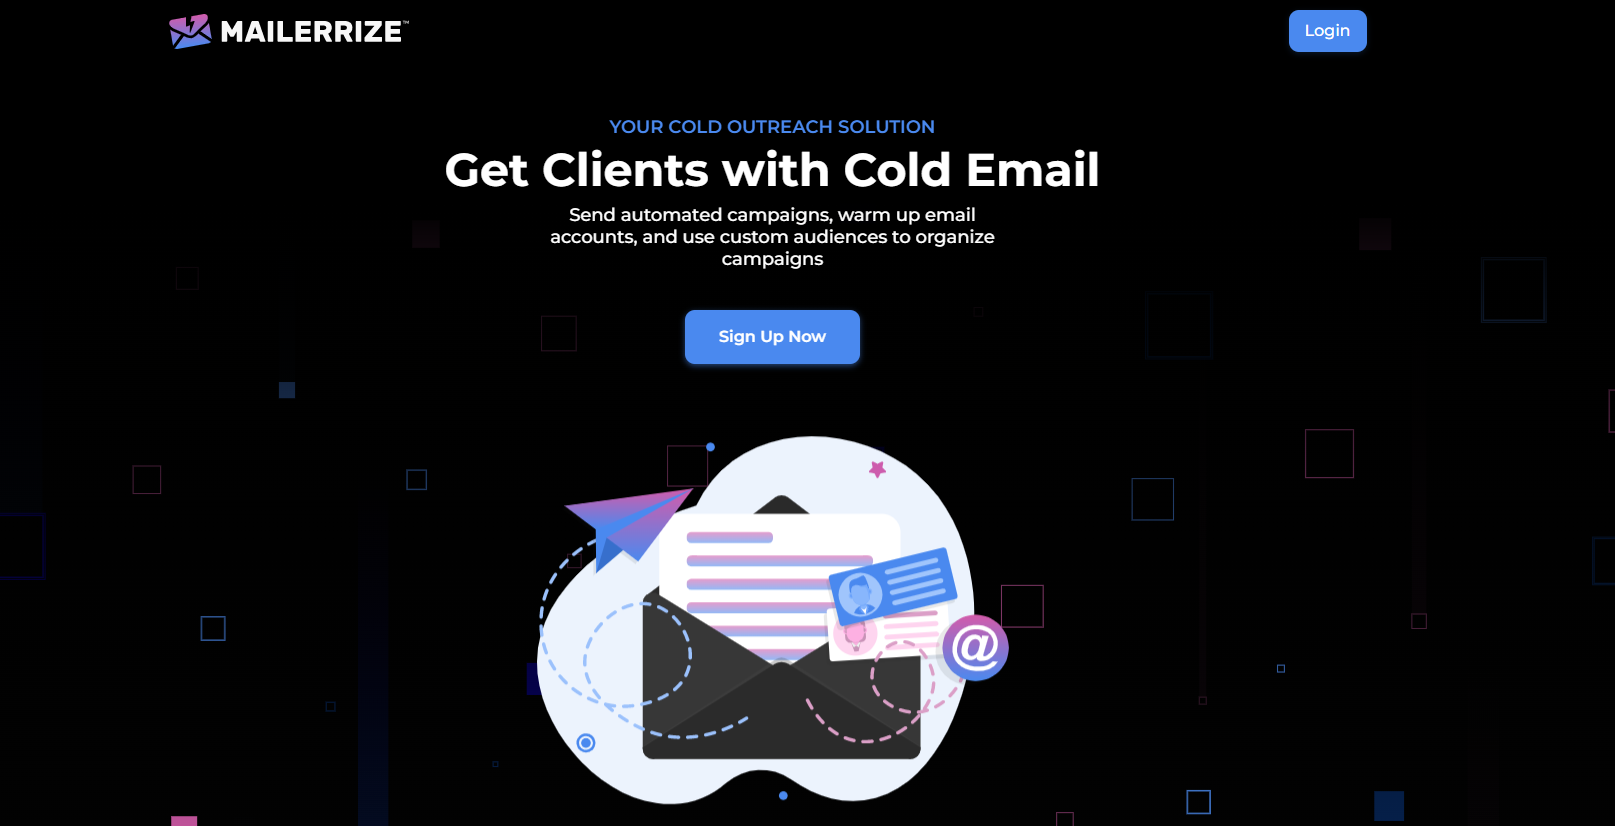 MAILERRIZE™
Login
YOUR COLD OUTREACH SOLUTION
Get Clients with Cold Email
Send automated campaigns, warm up email
accounts, and use custom audiences to organize
campaigns
Sign Up Now
@